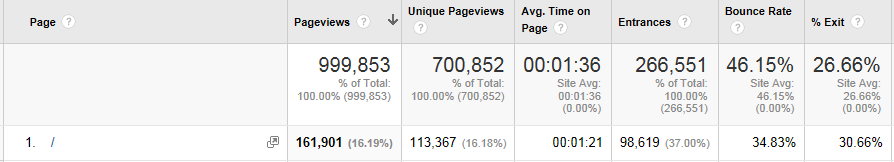 Page Pageviews Unique Pageviews Avg. Time on Page Entrances Bounce Rate % Exit
999,853 700,852 00:01:36 266,551 46.15% 26.66%
% of Total: 100.00% (999,853) % of Total: 100.00% (700,852) Site Avg: 00:01:36 (0.00%) % of Total: 100.00% (266,551) Site Avg: 46.15% (0.00%) Site Avg: 26.66% (0.00%)
1. / 161,901 (16.19%) 113,367 (16.18%) 00:01:21 98,619 (37.00%) 34.83% 30.66%